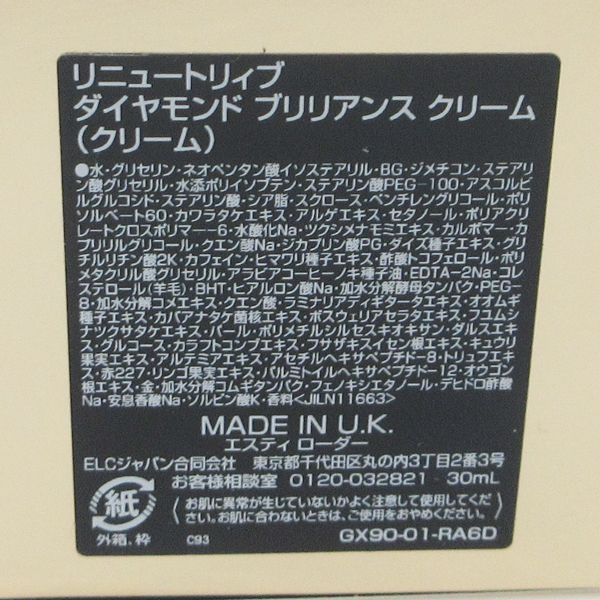 リニュートリィブ
ダイヤモンド ブリリアンス クリーム
(クリーム)
●水・グリセリン・ネオペンタン酸イソステアリル・BG・ジメチコン・ステアリ
ン酸グリセリル・水添ポリイソブテン・ステアリン酸PEG-100・アスコルビ
ルグルコシド・ステアリン酸・シア脂・スクロース・ペンチレングリコール・ポリ
ソルベート60・カワラタケエキス・アルゲエキス・セタノール・ポリアクリ
レートクロスポリマー-6・水酸化Na・ツクシメナモミエキス・カルボマー・カ
プリリルグリコール・クエン酸Na・ジカプリン酸PG・ダイズ種子エキス・グリ
チルリチン酸2K・カフェイン・ヒマワリ種子エキス・酢酸トコフェロール・ポリ
メタクリル酸グリセリル・アラビアコーヒーノキ種子油・EDTA-2Na・コレ
ステロール(羊毛)・BHT・ヒアルロン酸Na・加水分解酵母タンパク・PEG-
8・加水分解コメエキス・クエン酸・ラミナリアディギタータエキス・オオムギ
種子エキス・カバアナタケ菌核エキス・ボスウェリアセラタエキス・フユムシ
ナツクサタケエキス・パール・ポリメチルシルセスキオキサン・ダルスエキ
ス・グルコース・カラフトコンブエキス・フサザキスイセン根エキス・キュウリ
果実エキス・アルテミアエキス・アセチルヘキサペプチド-8・トリュフエキ
ス・赤227・リンゴ果実エキス・パルミトイルヘキサペプチド-12・オウゴン
根エキス・金・加水分解コムギタンパク・フェノキシエタノール・デヒドロ酢酸
Na・安息香酸Na・ソルビン酸K・香料<JILN11663>
MADE IN U.K.
エスティ ローダー
ELCジャパン合同会社 東京都千代田区丸の内3丁目2番3号
お客様相談室 0120-032821 30mL
紙
外箱、枠
お肌に異常が生じていないかよく注意して使用してくだ
さい。お肌に合わないときは、ご使用をおやめください。
C93
GX90-01-RA6D